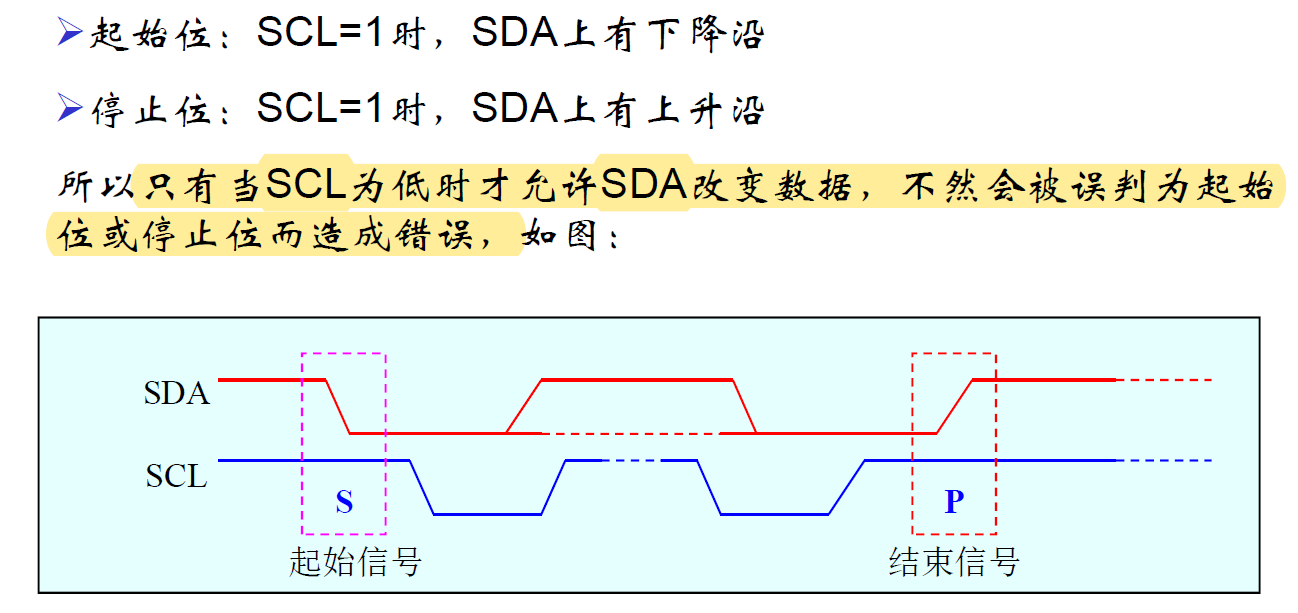 ➢起始位：SCL=1时，SDA上有下降沿
➢停止位：SCL=1时，SDA上有上升沿
所以只有当SCL为低时才允许SDA改变数据，不然会被误判为起始
位或停止位而造成错误，如图：
SDA
SCL
S
P
起始信号
结束信号